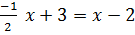 -1/2 x + 3 = x − 2